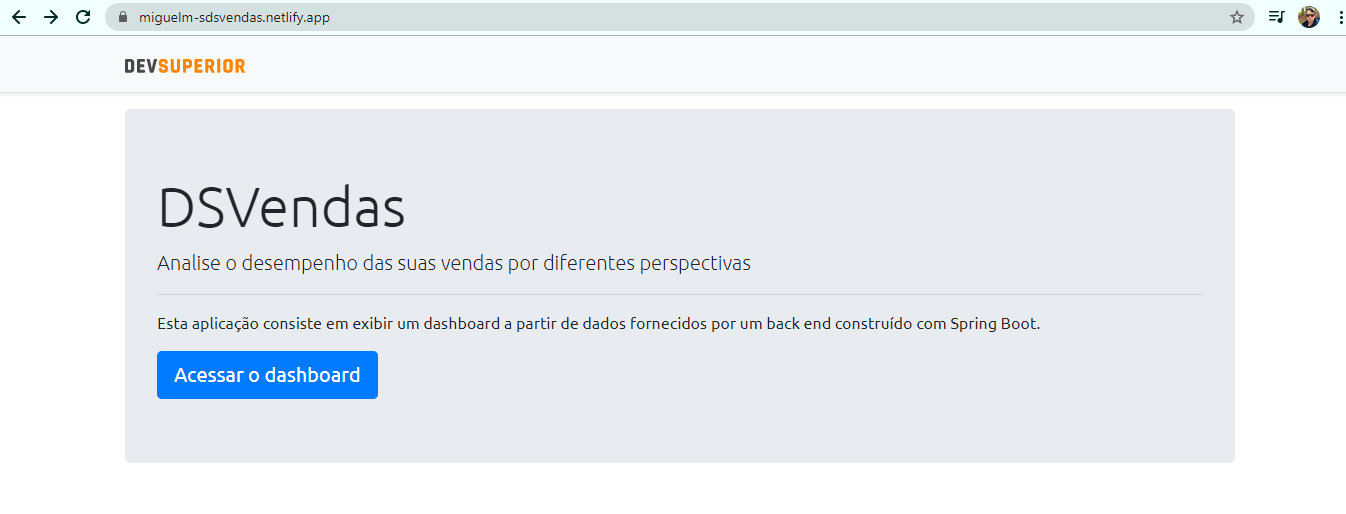 miguelm-sdsvendas.netlify.app
DEVSUPERIOR
DSVendas
Analise o desempenho das suas vendas por diferentes perspectivas
Esta aplicação consiste em exibir um dashboard a partir de dados fornecidos por um back end construído com Spring Boot.
Acessar o dashboard